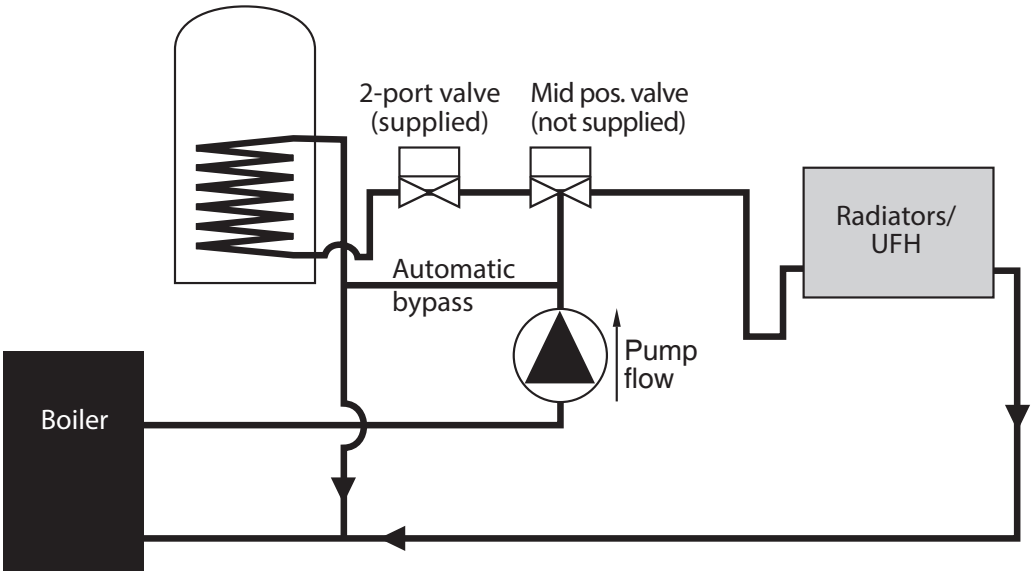 2-port valve
(supplied)
Mid pos. valve
(not supplied)
Radiators/
UFH
Automatic
bypass
Pump
flow
Boiler